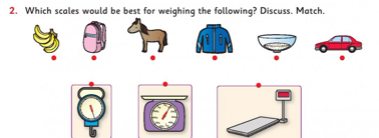 2. Which scales would be best for weighing the following? Discuss. Match.